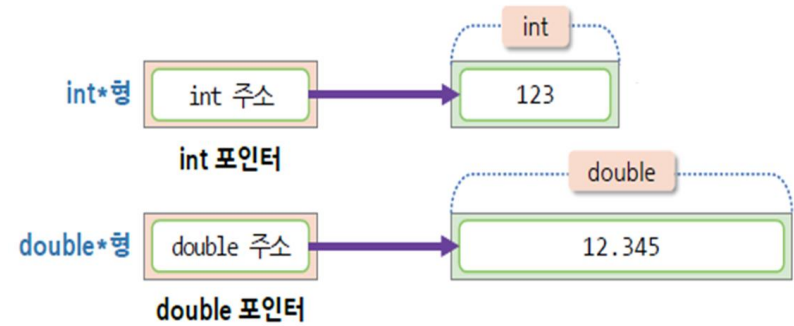 int
int*형 int 주소 123
int 포인터
double
double*형 double 주소 12.345
double 포인터